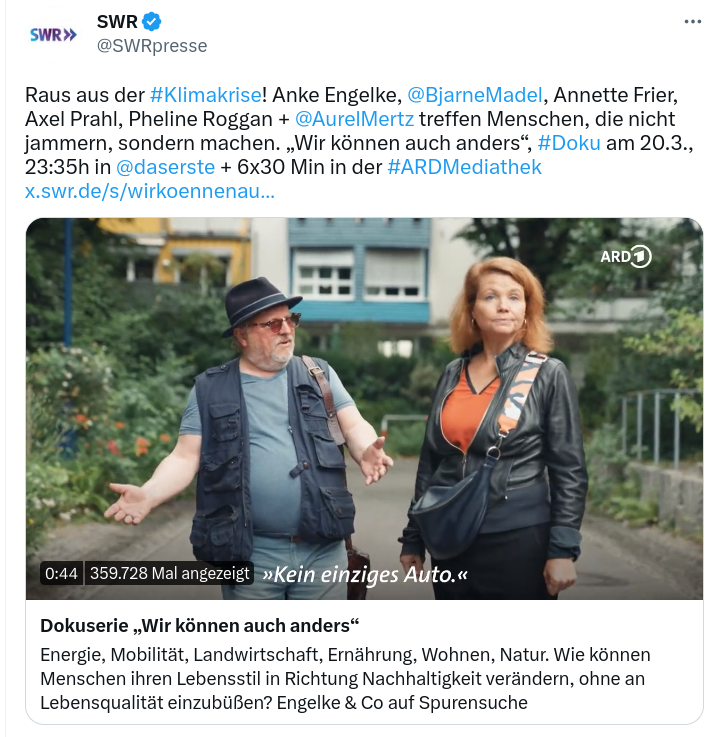 SWR
SWR
@SWRpresse
Raus aus der #Klimakrise! Anke Engelke, @BjarneMadel, Annette Frier,
Axel Prahl, Pheline Roggan + @AurelMertz treffen Menschen, die nicht
jammern, sondern machen. „Wir können auch anders“, #Doku am 20.3.,
23:35h in @daserste + 6x30 Min in der #ARDMediathek
x.swr.de/s/wirkoennenau...
ARD 1
0:44 359.728 Mal angezeigt »Kein einziges Auto.«
Dokuserie „Wir können auch anders“
Energie, Mobilität, Landwirtschaft, Ernährung, Wohnen, Natur. Wie können
Menschen ihren Lebensstil in Richtung Nachhaltigkeit verändern, ohne an
Lebensqualität einzubüßen? Engelke & Co auf Spurensuche